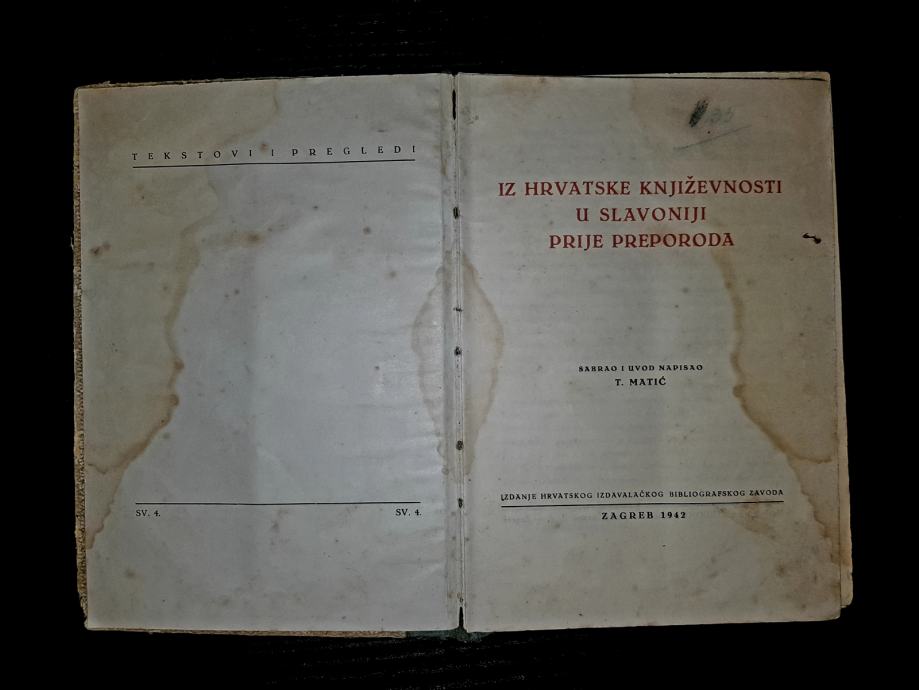 TEKSTOVI I PREGLEDI
SV. 4.
SV. 4.
IZ HRVATSKE KNJIŽEVNOSTI
U SLAVONIJI
PRIJE PREPORODA
SABRAO I UVOD NAPISAO
T. MATIĆ
IZDANJE HRVATSKOG IZDAVALAČKOG BIBLIOGRAFSKOG ZAVODA
ZAGREB 1942